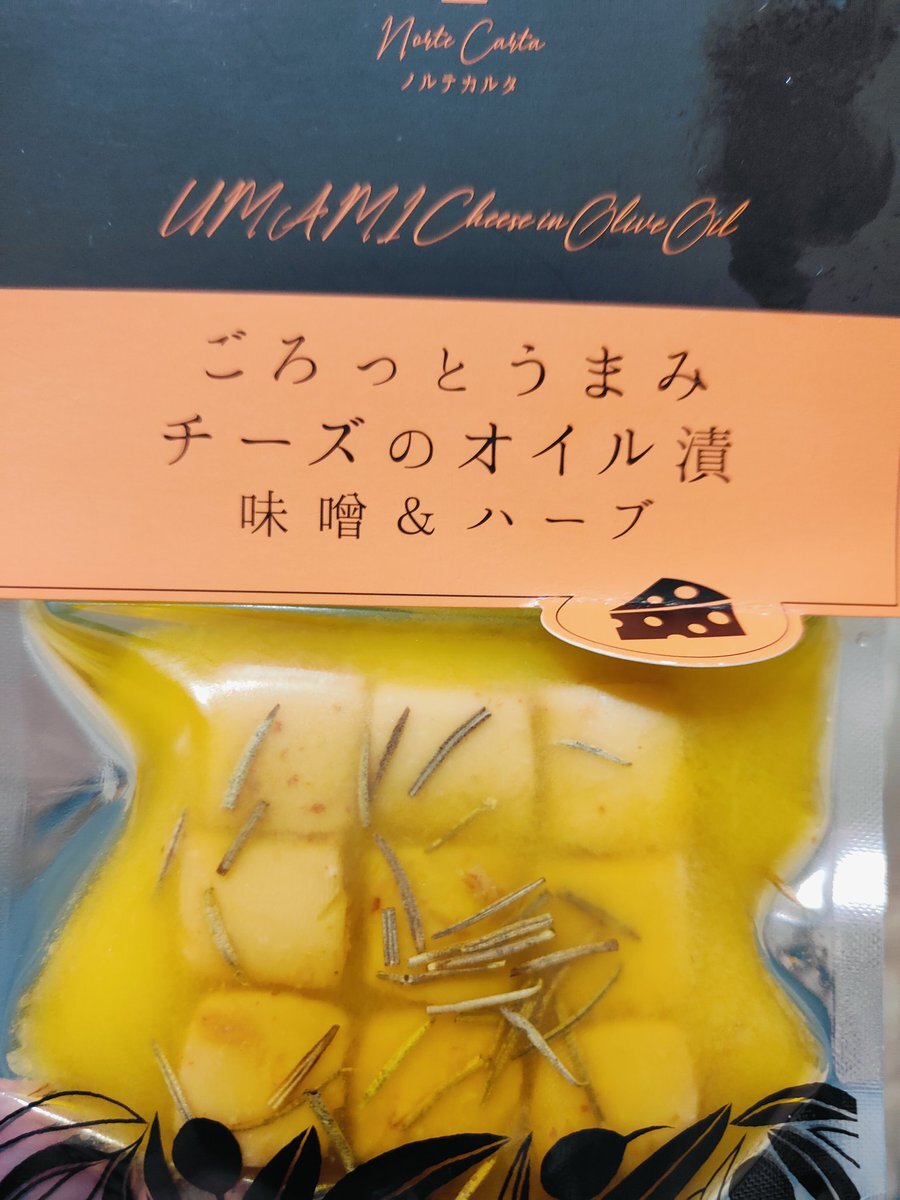 Norte Carta
ノルテカルタ
UMAMI Cheese in Olive Oil
ごろっとうまみ
チーズのオイル漬
味噌&ハーブ